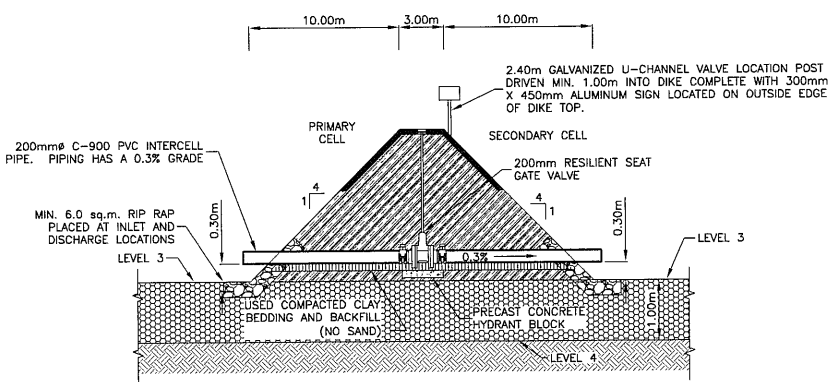 10.00m
3.00m
10.00m
2.40m GALVANIZED U-CHANNEL VALVE LOCATION POST
DRIVEN MIN. 1.00m INTO DIKE COMPLETE WITH 300mm
X 450mm ALUMINUM SIGN LOCATED ON OUTSIDE EDGE
OF DIKE TOP.
PRIMARY
CELL
SECONDARY CELL
200mmø C-900 PVC INTERCELL
PIPE. PIPING HAS A 0.3% GRADE
200mm RESILIENT SEAT
GATE VALVE
4
1
4
1
MIN. 6.0 sq.m. RIP RAP
PLACED AT INLET AND
DISCHARGE LOCATIONS
0.30m
0.30m
LEVEL 3
LEVEL 3
0.3%
USED COMPACTED CLAY
BEDDING AND BACKFILL
(NO SAND)
PRECAST CONCRETE
HYDRANT BLOCK
1.00m
LEVEL 4